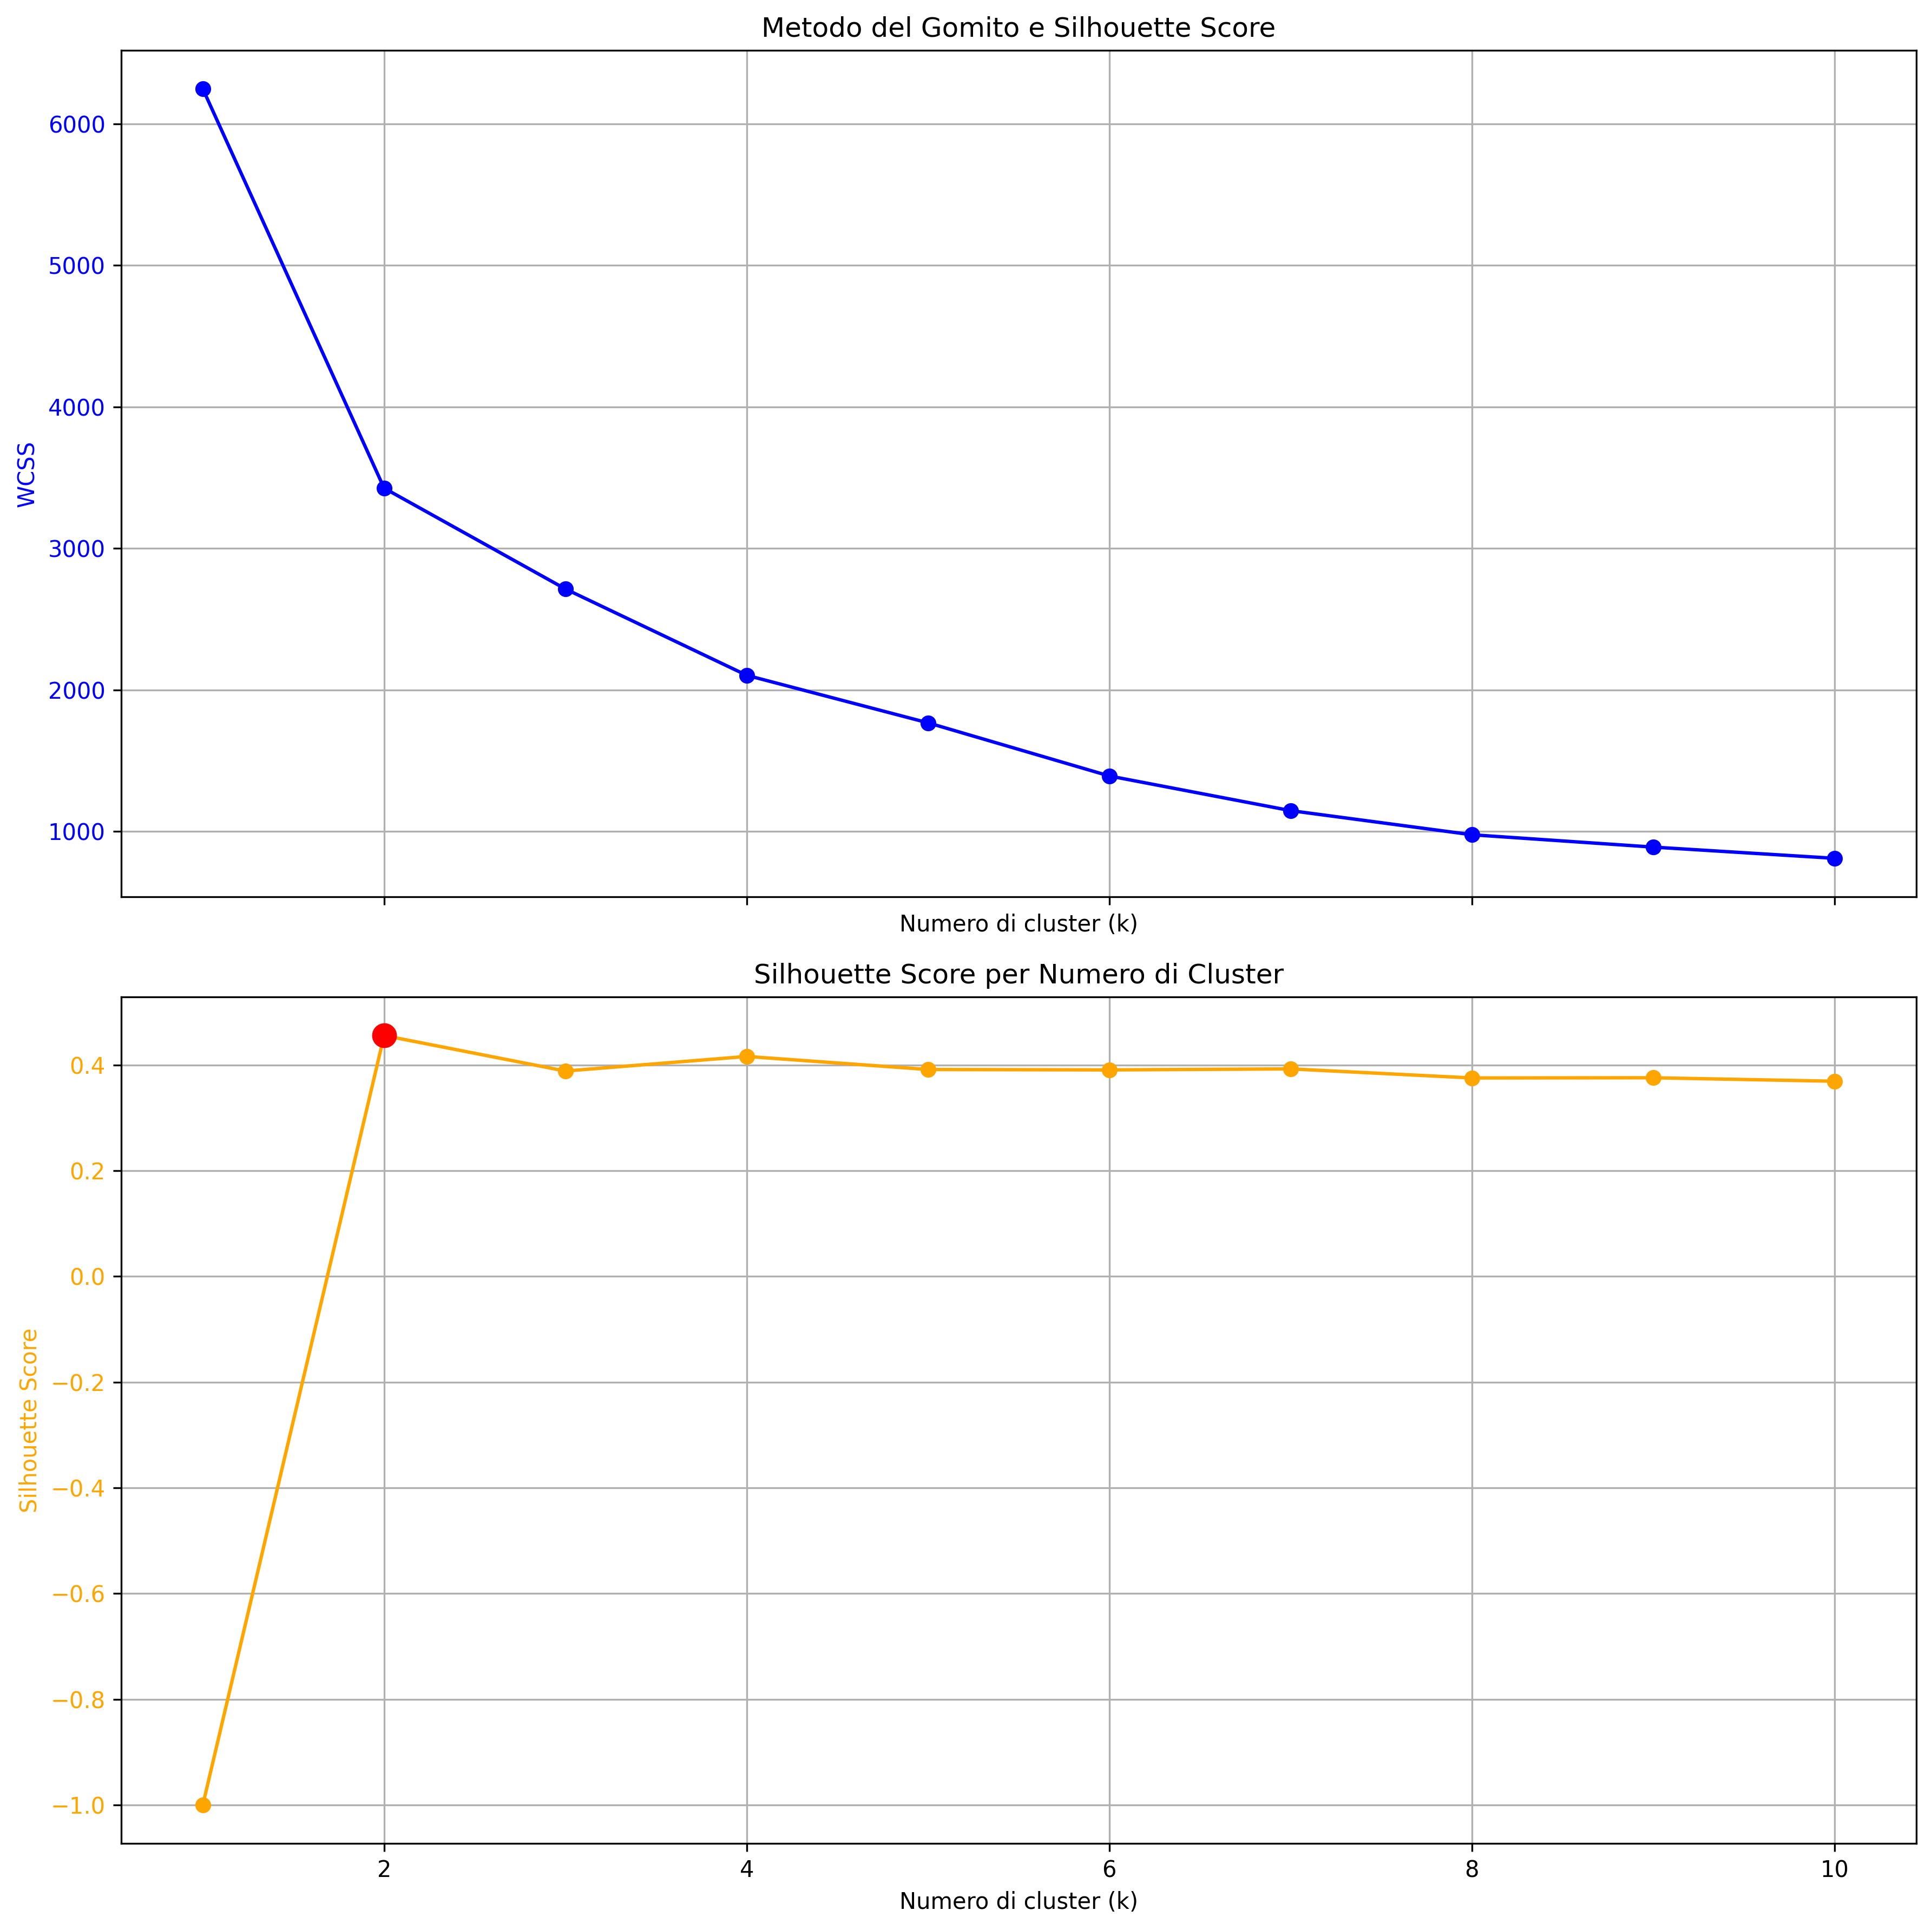 Metodo del Gomito e Silhouette Score
6000
5000
4000
3000
2000
1000
WCSS
Numero di cluster (k)
Silhouette Score per Numero di Cluster
0.4
0.2
0.0
−0.2
−0.4
−0.6
−0.8
−1.0
Silhouette Score
2 4 6 8 10
Numero di cluster (k)